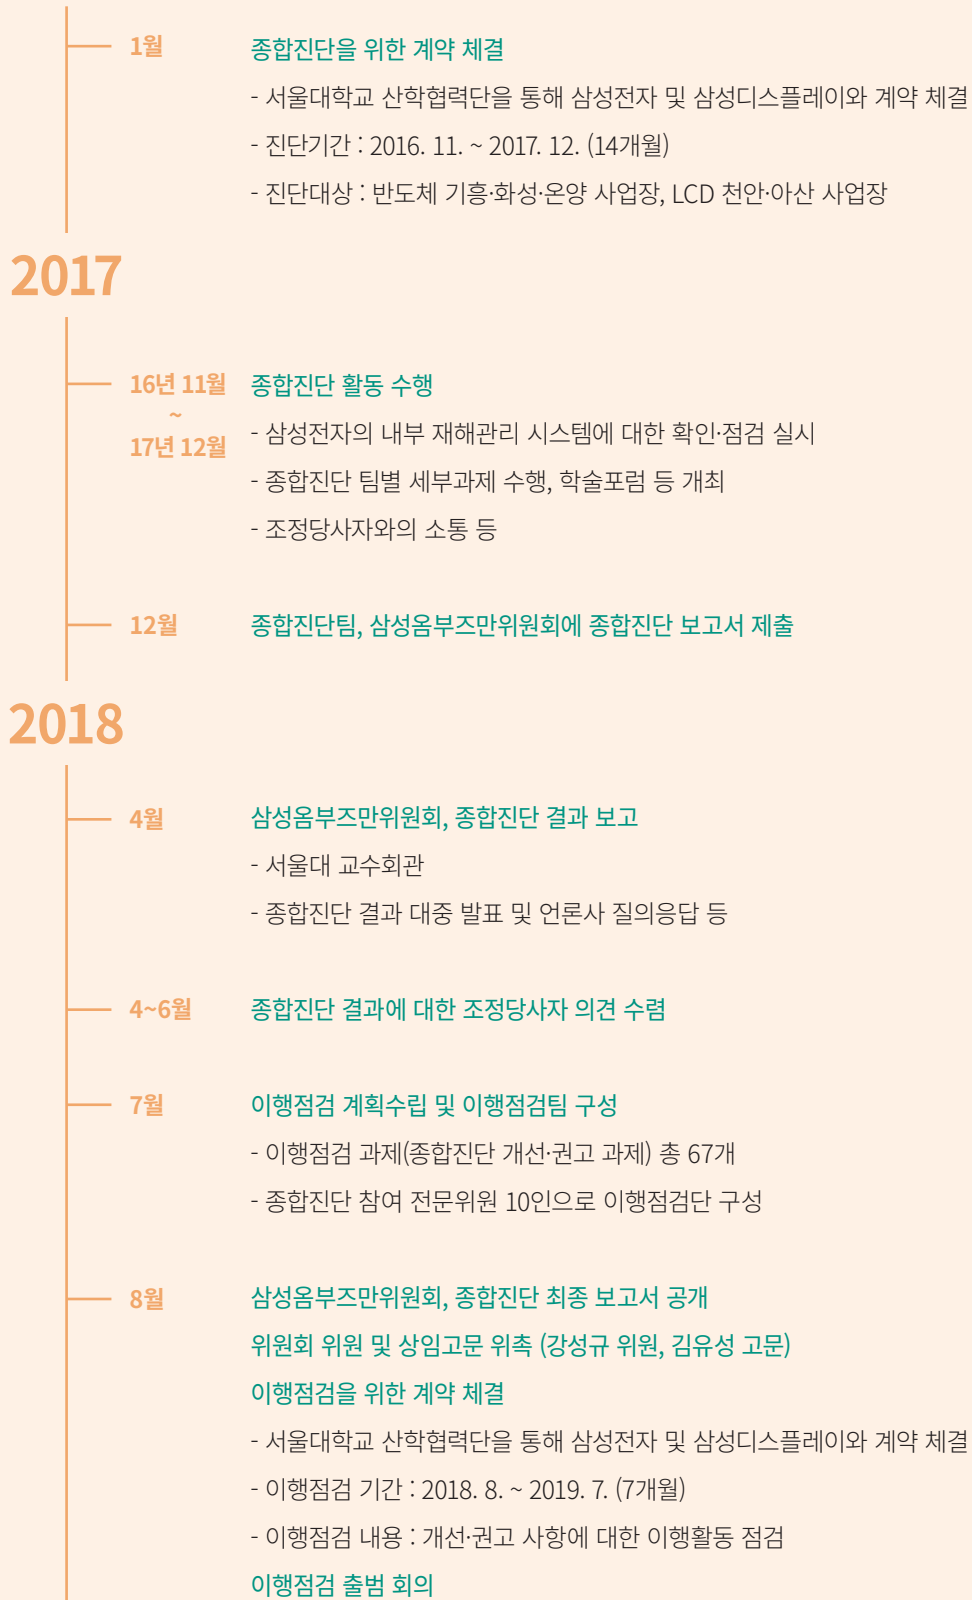 1월
종합진단을 위한 계약 체결
- 서울대학교 산학협력단을 통해 삼성전자 및 삼성디스플레이와 계약 체결
- 진단기간 : 2016. 11. ~ 2017. 12. (14개월)
- 진단대상 : 반도체 기흥·화성·온양 사업장, LCD 천안·아산 사업장
2017
16년 11월
~
17년 12월
종합진단 활동 수행
- 삼성전자의 내부 재해관리 시스템에 대한 확인·점검 실시
- 종합진단 팀별 세부과제 수행, 학술포럼 등 개최
- 조정당사자와의 소통 등
12월
종합진단팀, 삼성옴부즈만위원회에 종합진단 보고서 제출
2018
4월
삼성옴부즈만위원회, 종합진단 결과 보고
- 서울대 교수회관
- 종합진단 결과 대중 발표 및 언론사 질의응답 등
4~6월
종합진단 결과에 대한 조정당사자 의견 수렴
7월
이행점검 계획수립 및 이행점검팀 구성
- 이행점검 과제(종합진단 개선·권고 과제) 총 67개
- 종합진단 참여 전문위원 10인으로 이행점검단 구성
8월
삼성옴부즈만위원회, 종합진단 최종 보고서 공개
위원회 위원 및 상임고문 위촉 (강성규 위원, 김유성 고문)
이행점검을 위한 계약 체결
- 서울대학교 산학협력단을 통해 삼성전자 및 삼성디스플레이와 계약 체결
- 이행점검 기간 : 2018. 8. ~ 2019. 7. (7개월)
- 이행점검 내용 : 개선·권고 사항에 대한 이행활동 점검
이행점검 출범 회의